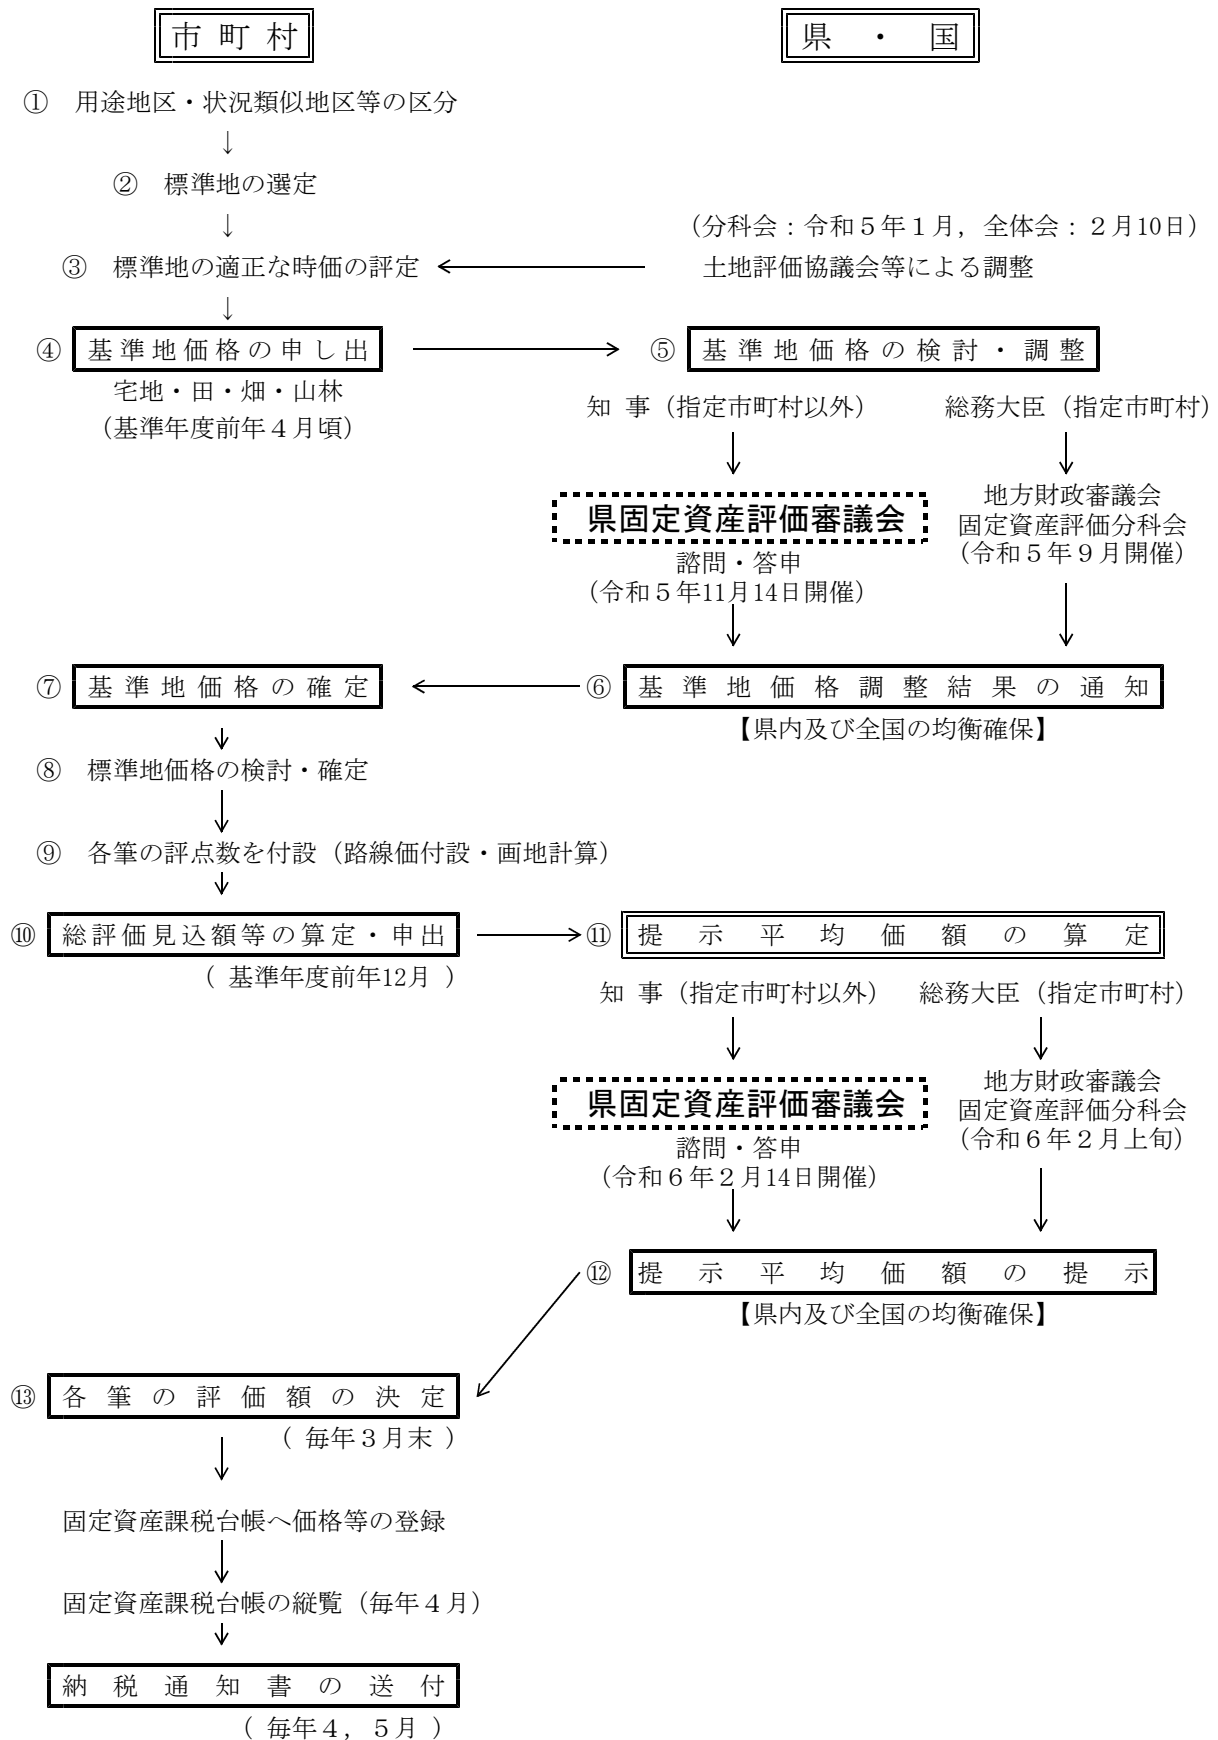 市町村
県・国
① 用途地区・状況類似地区等の区分
↓
② 標準地の選定
↓
(分科会:令和5年1月, 全体会:2月10日)
③ 標準地の適正な時価の評定
土地評価協議会等による調整
↓
④ 基準地価格の申し出
⑤ 基準地価格の検討・調整
宅地・田・畑・山林
(基準年度前年4月頃)
知 事(指定市町村以外)
総務大臣(指定市町村)
県固定資産評価審議会
諮問・答申
(令和5年11月14日開催)
地方財政審議会
固定資産評価分科会
(令和5年9月開催)
⑦ 基準地価格の確定
⑥ 基準地価格調整結果の通知
【県内及び全国の均衡確保】
⑧ 標準地価格の検討・確定
⑨ 各筆の評点数を付設(路線価付設・画地計算)
⑩ 総評価見込額等の算定・申出
⑪ 提示平均価額の算定
( 基準年度前年12月 )
知 事(指定市町村以外)
総務大臣(指定市町村)
県固定資産評価審議会
諮問・答申
(令和6年2月14日開催)
地方財政審議会
固定資産評価分科会
(令和6年2月上旬)
⑫ 提示平均価額の提示
【県内及び全国の均衡確保】
⑬ 各筆の評価額の決定
( 毎年3月末 )
固定資産課税台帳へ価格等の登録
固定資産課税台帳の縦覧(毎年4月)
納税通知書の送付
( 毎年4, 5月 )